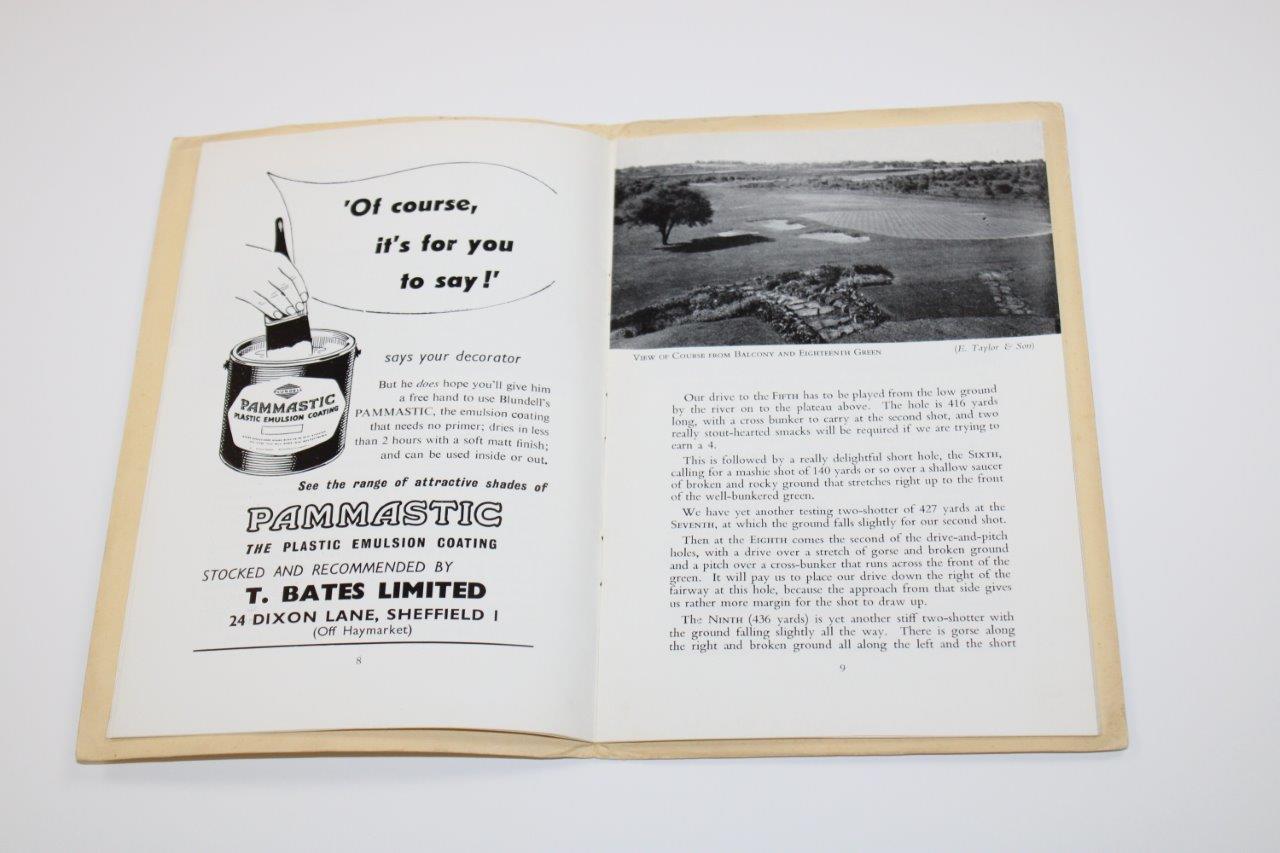 'Of course,
it's for you
to say!'
says your decorator
But he does hope you'll give him
a free hand to use Blundell's
PAMMASTIC, the emulsion coating
that needs no primer; dries in less
than 2 hours with a soft matt finish;
and can be used inside or out.
BLUNDELL
PAMMASTIC
PLASTIC EMULSION COATING
See the range of attractive shades of
PAMMASTIC
THE PLASTIC EMULSION COATING
STOCKED AND RECOMMENDED BY
T. BATES LIMITED
24 DIXON LANE, SHEFFIELD 1
(Off Haymarket)
8
View of Course from Balcony and Eighteenth Green
(E. Taylor & Son)
Our drive to the Fifth has to be played from the low ground
by the river on to the plateau above. The hole is 416 yards
long, with a cross bunker to carry at the second shot, and two
really stout-hearted smacks will be required if we are trying to
earn a 4.
This is followed by a really delightful short hole, the Sixth,
calling for a mashie shot of 140 yards or so over a shallow saucer
of broken and rocky ground that stretches right up to the front
of the well-bunkered green.
We have yet another testing two-shotter of 427 yards at the
Seventh, at which the ground falls slightly for our second shot.
Then at the Eighth comes the second of the drive-and-pitch
holes, with a drive over a stretch of gorse and broken ground
and a pitch over a cross-bunker that runs across the front of the
green. It will pay us to place our drive down the right of the
fairway at this hole, because the approach from that side gives
us rather more margin for the shot to draw up.
The Ninth (436 yards) is yet another stiff two-shotter with
the ground falling slightly all the way. There is gorse along
the right and broken ground all along the left and the short
9